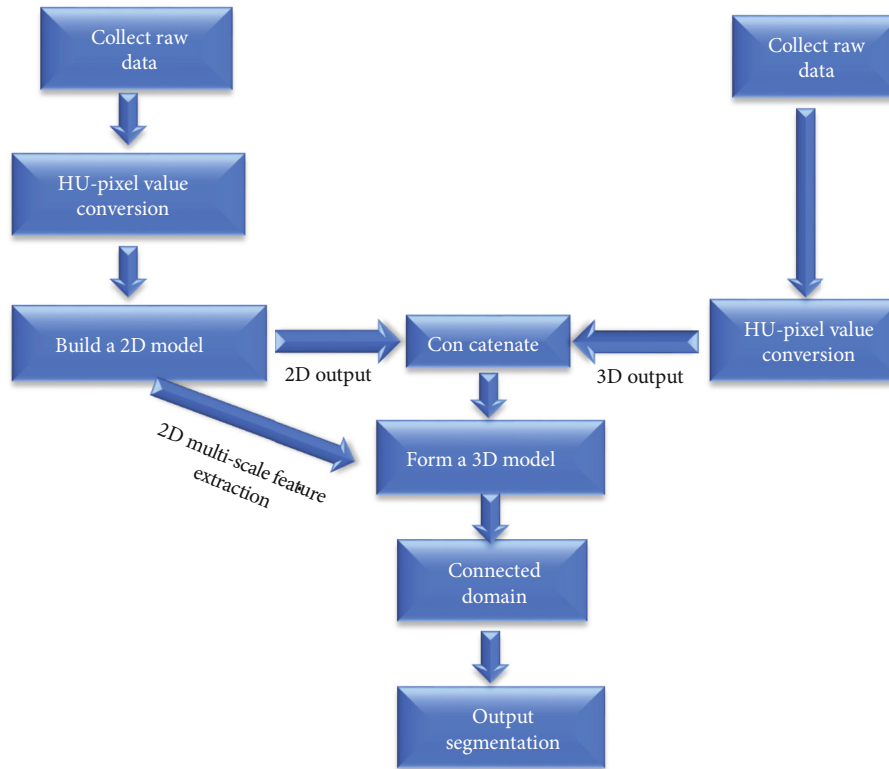 Collect raw
data
Collect raw
data
HU-pixel value
conversion
Build a 2D model
2D output
Con catenate
3D output
HU-pixel value
conversion
2D multi-scale feature
extraction
Form a 3D model
Connected
domain
Output
segmentation